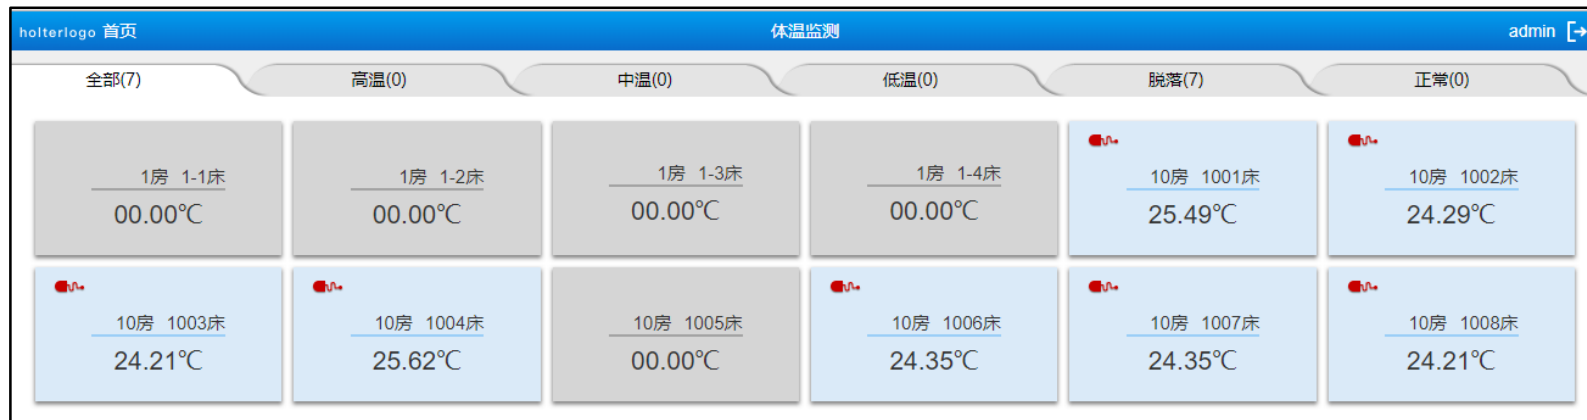 holterlogo 首页 体温监测 admin
全部(7) 高温(0) 中温(0) 低温(0) 脱落(7) 正常(0)
1房 1-1床 1房 1-2床 1房 1-3床 1房 1-4床 10房 1001床 10房 1002床
00.00℃ 00.00℃ 00.00℃ 00.00℃ 25.49℃ 24.29℃
10房 1003床 10房 1004床 10房 1005床 10房 1006床 10房 1007床 10房 1008床
24.21℃ 25.62℃ 00.00℃ 24.35℃ 24.35℃ 24.21℃